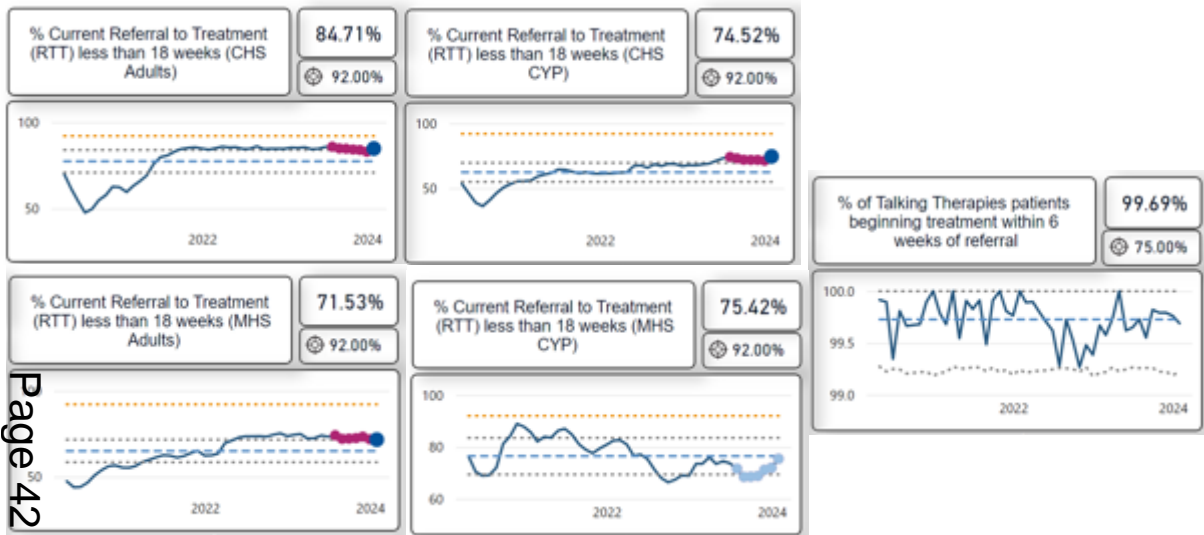 % Current Referral to Treatment
(RTT) less than 18 weeks (CHS
Adults)
84.71%
92.00%
100
50
2022
2024
% Current Referral to Treatment
(RTT) less than 18 weeks (CHS
CYP)
74.52%
92.00%
100
50
2022
2024
% of Talking Therapies patients
beginning treatment within 6
weeks of referral
99.69%
75.00%
100.0
99.5
99.0
2022
2024
% Current Referral to Treatment
(RTT) less than 18 weeks (MHS
Adults)
71.53%
92.00%
50
2022
2024
% Current Referral to Treatment
(RTT) less than 18 weeks (MHS
CYP)
75.42%
92.00%
100
80
60
2022
2024
Page 42